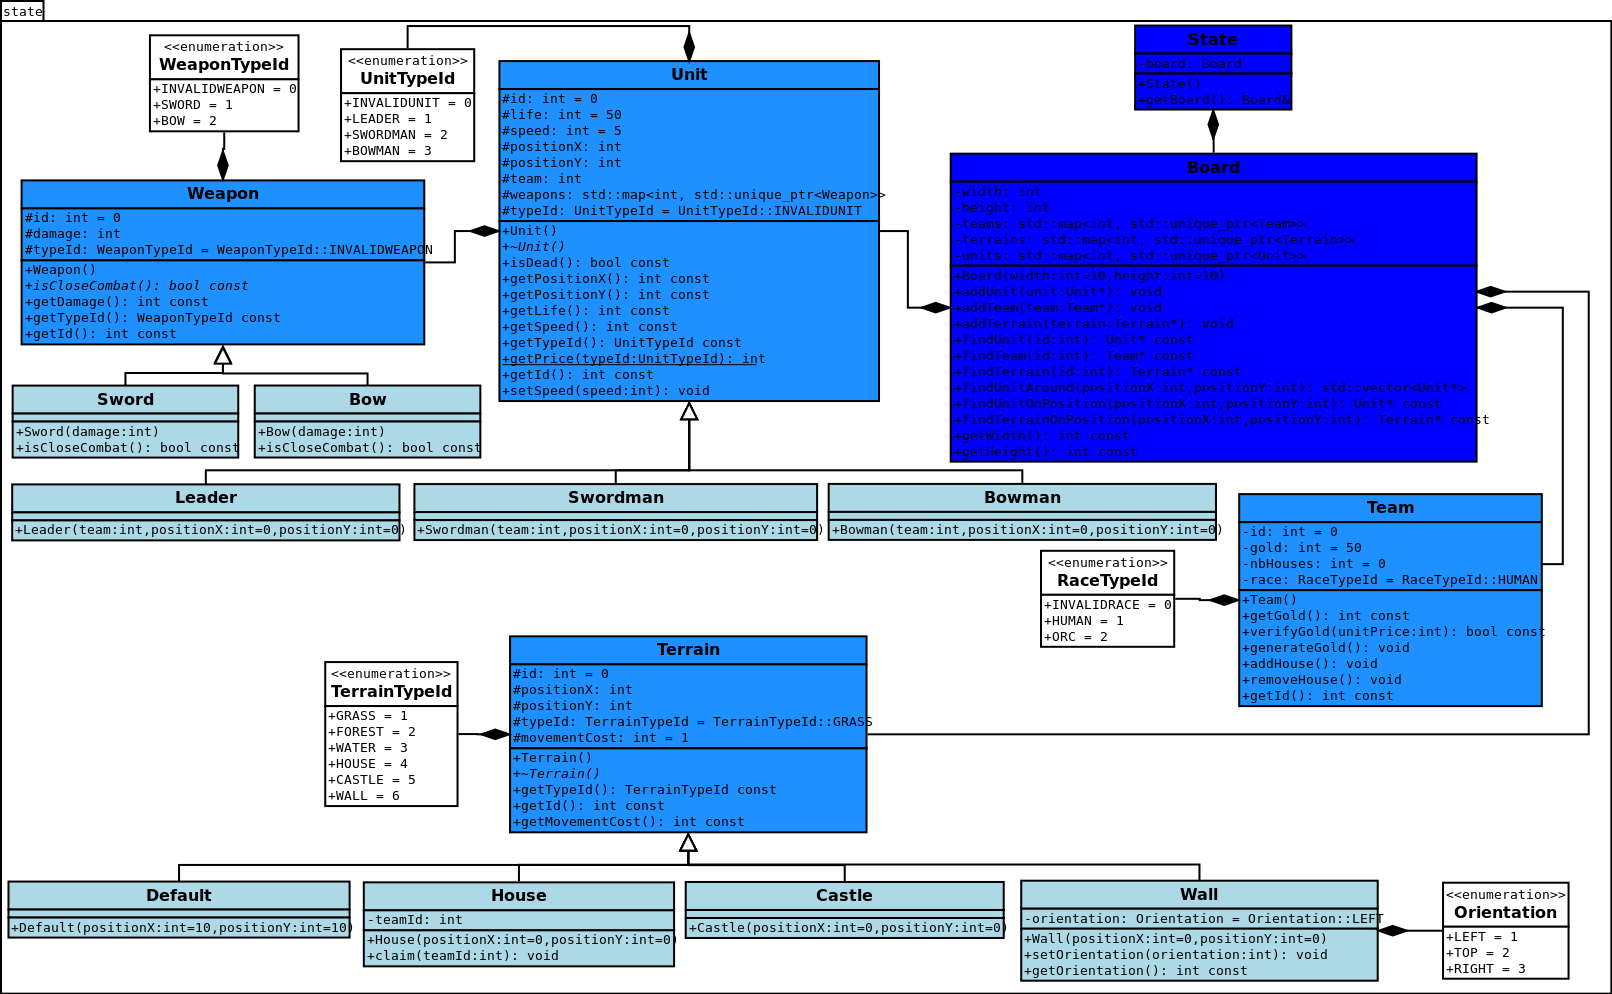 state
<<enumeration>>
WeaponTypeId
+INVALIDWEAPON = 0
+SWORD = 1
+BOW = 2
<<enumeration>>
UnitTypeId
+INVALIDUNIT = 0
+LEADER = 1
+SWORDMAN = 2
+BOWMAN = 3
Unit
#id: int = 0
#life: int = 50
#speed: int = 5
#positionX: int
#positionY: int
#team: int
#weapons: std::map<int, std::unique_ptr<Weapon>>
#typeId: UnitTypeId = UnitTypeId::INVALIDUNIT
+Unit()
+~Unit()
+isDead(): bool const
+getPositionX(): int const
+getPositionY(): int const
+getLife(): int const
+getSpeed(): int const
+getTypeId(): UnitTypeId const
+getPrice(typeId:UnitTypeId): int
+getId(): int const
+setSpeed(speed:int): void
State
-board: Board
+State()
+getBoard(): Board&
Board
-width: int
-height: int
-teams: std::map<int, std::unique_ptr<Team>>
-terrains: std::map<int, std::unique_ptr<Terrain>>
-units: std::map<int, std::unique_ptr<Unit>>
+Board(width:int=10,height:int=10)
+addUnit(unit:Unit*): void
+addTeam(team:Team*): void
+addTerrain(terrain:Terrain*): void
+findUnit(id:int): Unit* const
+findTeam(id:int): Team* const
+findTerrain(id:int): Terrain* const
+findUnitAround(positionX:int,positionY:int): std::vector<Unit*>
+findUnitOnPosition(positionX:int,positionY:int): Unit* const
+findTerrainOnPosition(positionX:int,positionY:int): Terrain* const
+getWidth(): int const
+getHeight(): int const
Weapon
#id: int = 0
#damage: int
#typeId: WeaponTypeId = WeaponTypeId::INVALIDWEAPON
+Weapon()
+isCloseCombat(): bool const
+getDamage(): int const
+getTypeId(): WeaponTypeId const
+getId(): int const
Sword
+Sword(damage:int)
+isCloseCombat(): bool const
Bow
+Bow(damage:int)
+isCloseCombat(): bool const
Leader
+Leader(team:int,positionX:int=0,positionY:int=0)
Swordman
+Swordman(team:int,positionX:int=0,positionY:int=0)
Bowman
+Bowman(team:int,positionX:int=0,positionY:int=0)
Team
-id: int = 0
-gold: int = 50
-nbHouses: int = 0
-race: RaceTypeId = RaceTypeId::HUMAN
+Team()
+getGold(): int const
+verifyGold(unitPrice:int): bool const
+generateGold(): void
+addHouse(): void
+removeHouse(): void
+getId(): int const
<<enumeration>>
RaceTypeId
+INVALIDRACE = 0
+HUMAN = 1
+ORC = 2
<<enumeration>>
TerrainTypeId
+GRASS = 1
+FOREST = 2
+WATER = 3
+HOUSE = 4
+CASTLE = 5
+WALL = 6
Terrain
#id: int = 0
#positionX: int
#positionY: int
#typeId: TerrainTypeId = TerrainTypeId::GRASS
#movementCost: int = 1
+Terrain()
+~Terrain()
+getTypeId(): TerrainTypeId const
+getId(): int const
+getMovementCost(): int const
Default
+Default(positionX:int=10,positionY:int=10)
House
-teamId: int
+House(positionX:int=0,positionY:int=0)
+claim(teamId:int): void
Castle
+Castle(positionX:int=0,positionY:int=0)
Wall
-orientation: Orientation = Orientation::LEFT
+Wall(positionX:int=0,positionY:int=0)
+setOrientation(orientation:int): void
+getOrientation(): int const
<<enumeration>>
Orientation
+LEFT = 1
+TOP = 2
+RIGHT = 3